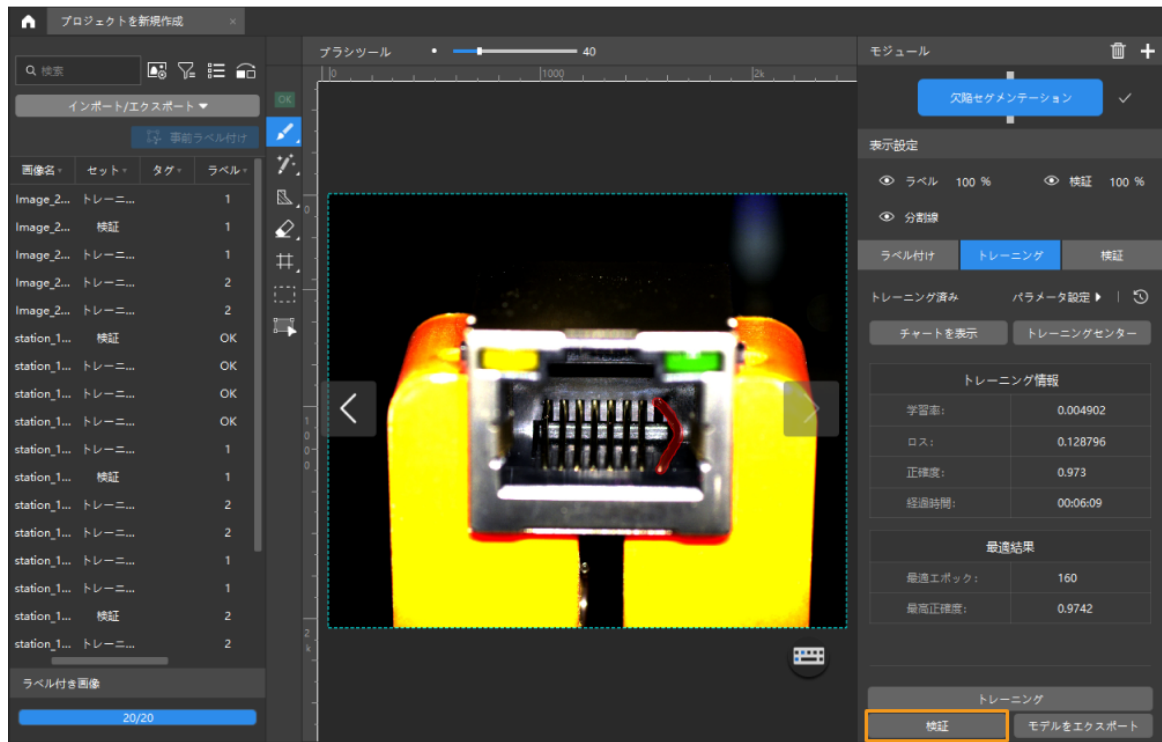 プロジェクトを新規作成 ×
検索
インポート/エクスポート ▼
事前ラベル付け
画像名 セット タグ ラベル
Image_2... トレーニ... 1
Image_2... 検証 1
Image_2... トレーニ... 1
Image_2... トレーニ... 2
Image_2... トレーニ... 2
station_1... 検証 OK
station_1... トレーニ... OK
station_1... トレーニ... OK
station_1... トレーニ... OK
station_1... トレーニ... 1
station_1... 検証 1
station_1... トレーニ... 2
station_1... トレーニ... 2
station_1... トレーニ... 1
station_1... トレーニ... 1
station_1... 検証 2
station_1... トレーニ... 2
ラベル付き画像
20/20
OK
ブラシツール 40
0 1000 2k
0
1000
2k
モジュール
欠陥セグメンテーション
表示設定
ラベル 100 % 検証 100 %
分割線
ラベル付け トレーニング 検証
トレーニング済み パラメータ設定
チャートを表示 トレーニングセンター
トレーニング情報
学習率: 0.004902
ロス: 0.128796
正確度: 0.973
経過時間: 00:06:09
最適結果
最適エポック: 160
最高正確度: 0.9742
トレーニング
検証 モデルをエクスポート